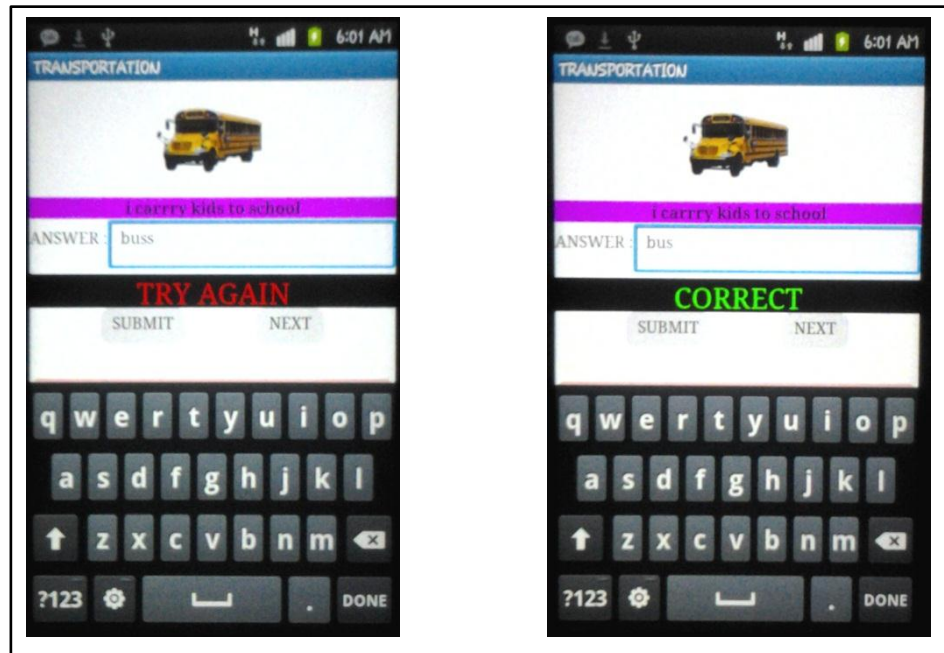 6:01 AM
TRANSPORTATION
i carrry kids to school
ANSWER : buss
TRY AGAIN
SUBMIT NEXT
q w e r t y u i o p
a s d f g h j k l
z x c v b n m
?123 . DONE
6:01 AM
TRANSPORTATION
i carrry kids to school
ANSWER : bus
CORRECT
SUBMIT NEXT
q w e r t y u i o p
a s d f g h j k l
z x c v b n m
?123 . DONE